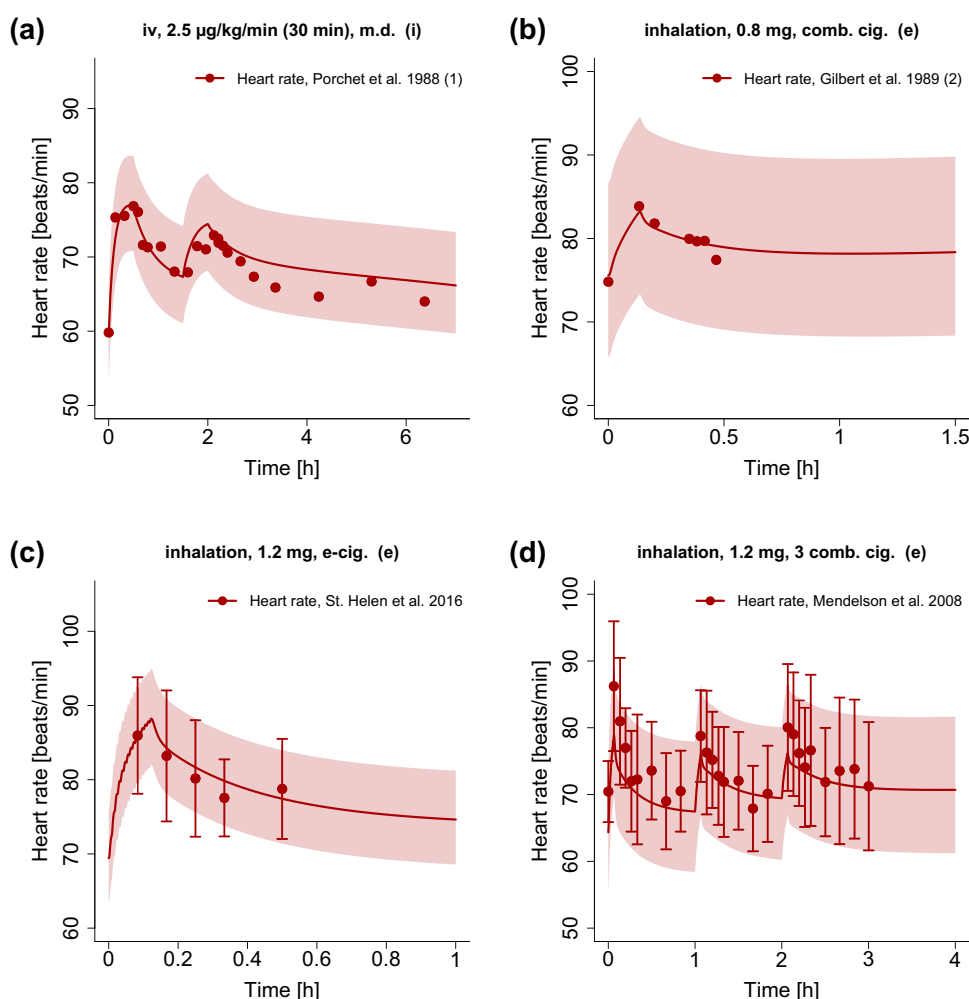 (a)
iv, 2.5 µg/kg/min (30 min), m.d. (i)
Heart rate, Porchet et al. 1988 (1)
Heart rate [beats/min]
90
80
70
60
50
0
2
4
6
Time [h]
(b)
inhalation, 0.8 mg, comb. cig. (e)
Heart rate, Gilbert et al. 1989 (2)
Heart rate [beats/min]
100
90
80
70
60
0
0.5
1
1.5
Time [h]
(c)
inhalation, 1.2 mg, e-cig. (e)
Heart rate, St. Helen et al. 2016
Heart rate [beats/min]
100
90
80
70
60
0
0.2
0.4
0.6
0.8
1
Time [h]
(d)
inhalation, 1.2 mg, 3 comb. cig. (e)
Heart rate, Mendelson et al. 2008
Heart rate [beats/min]
100
90
80
70
60
50
0
1
2
3
4
Time [h]